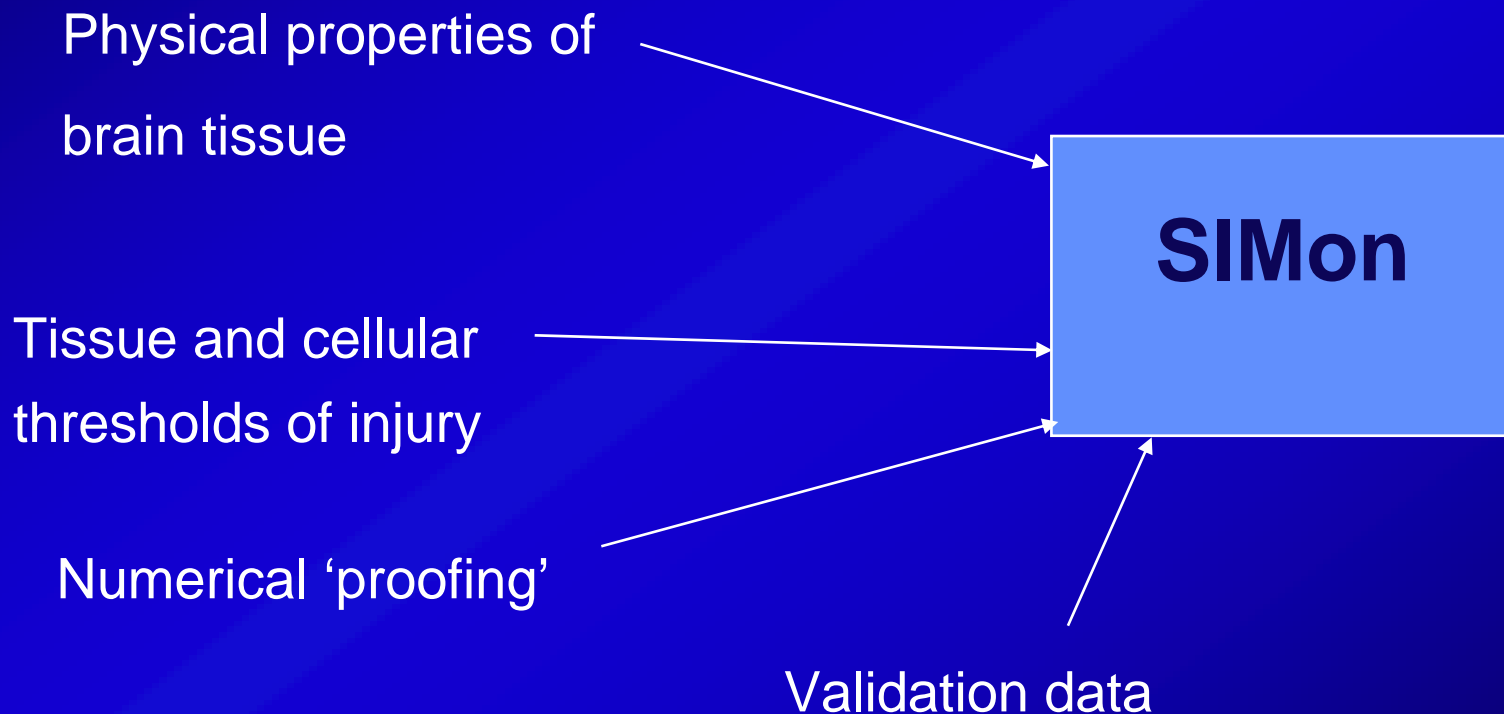 Physical properties of
brain tissue
SIMon
Tissue and cellular
thresholds of injury
Numerical ‘proofing’
Validation data